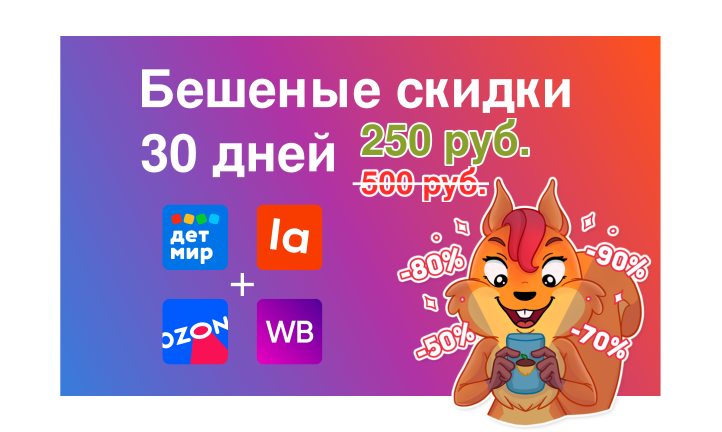 Бешеные скидки
30 дней
250 руб.
500 руб.
дет
мир
la
+
OZON
WB
-80%
-90%
-50%
-70%